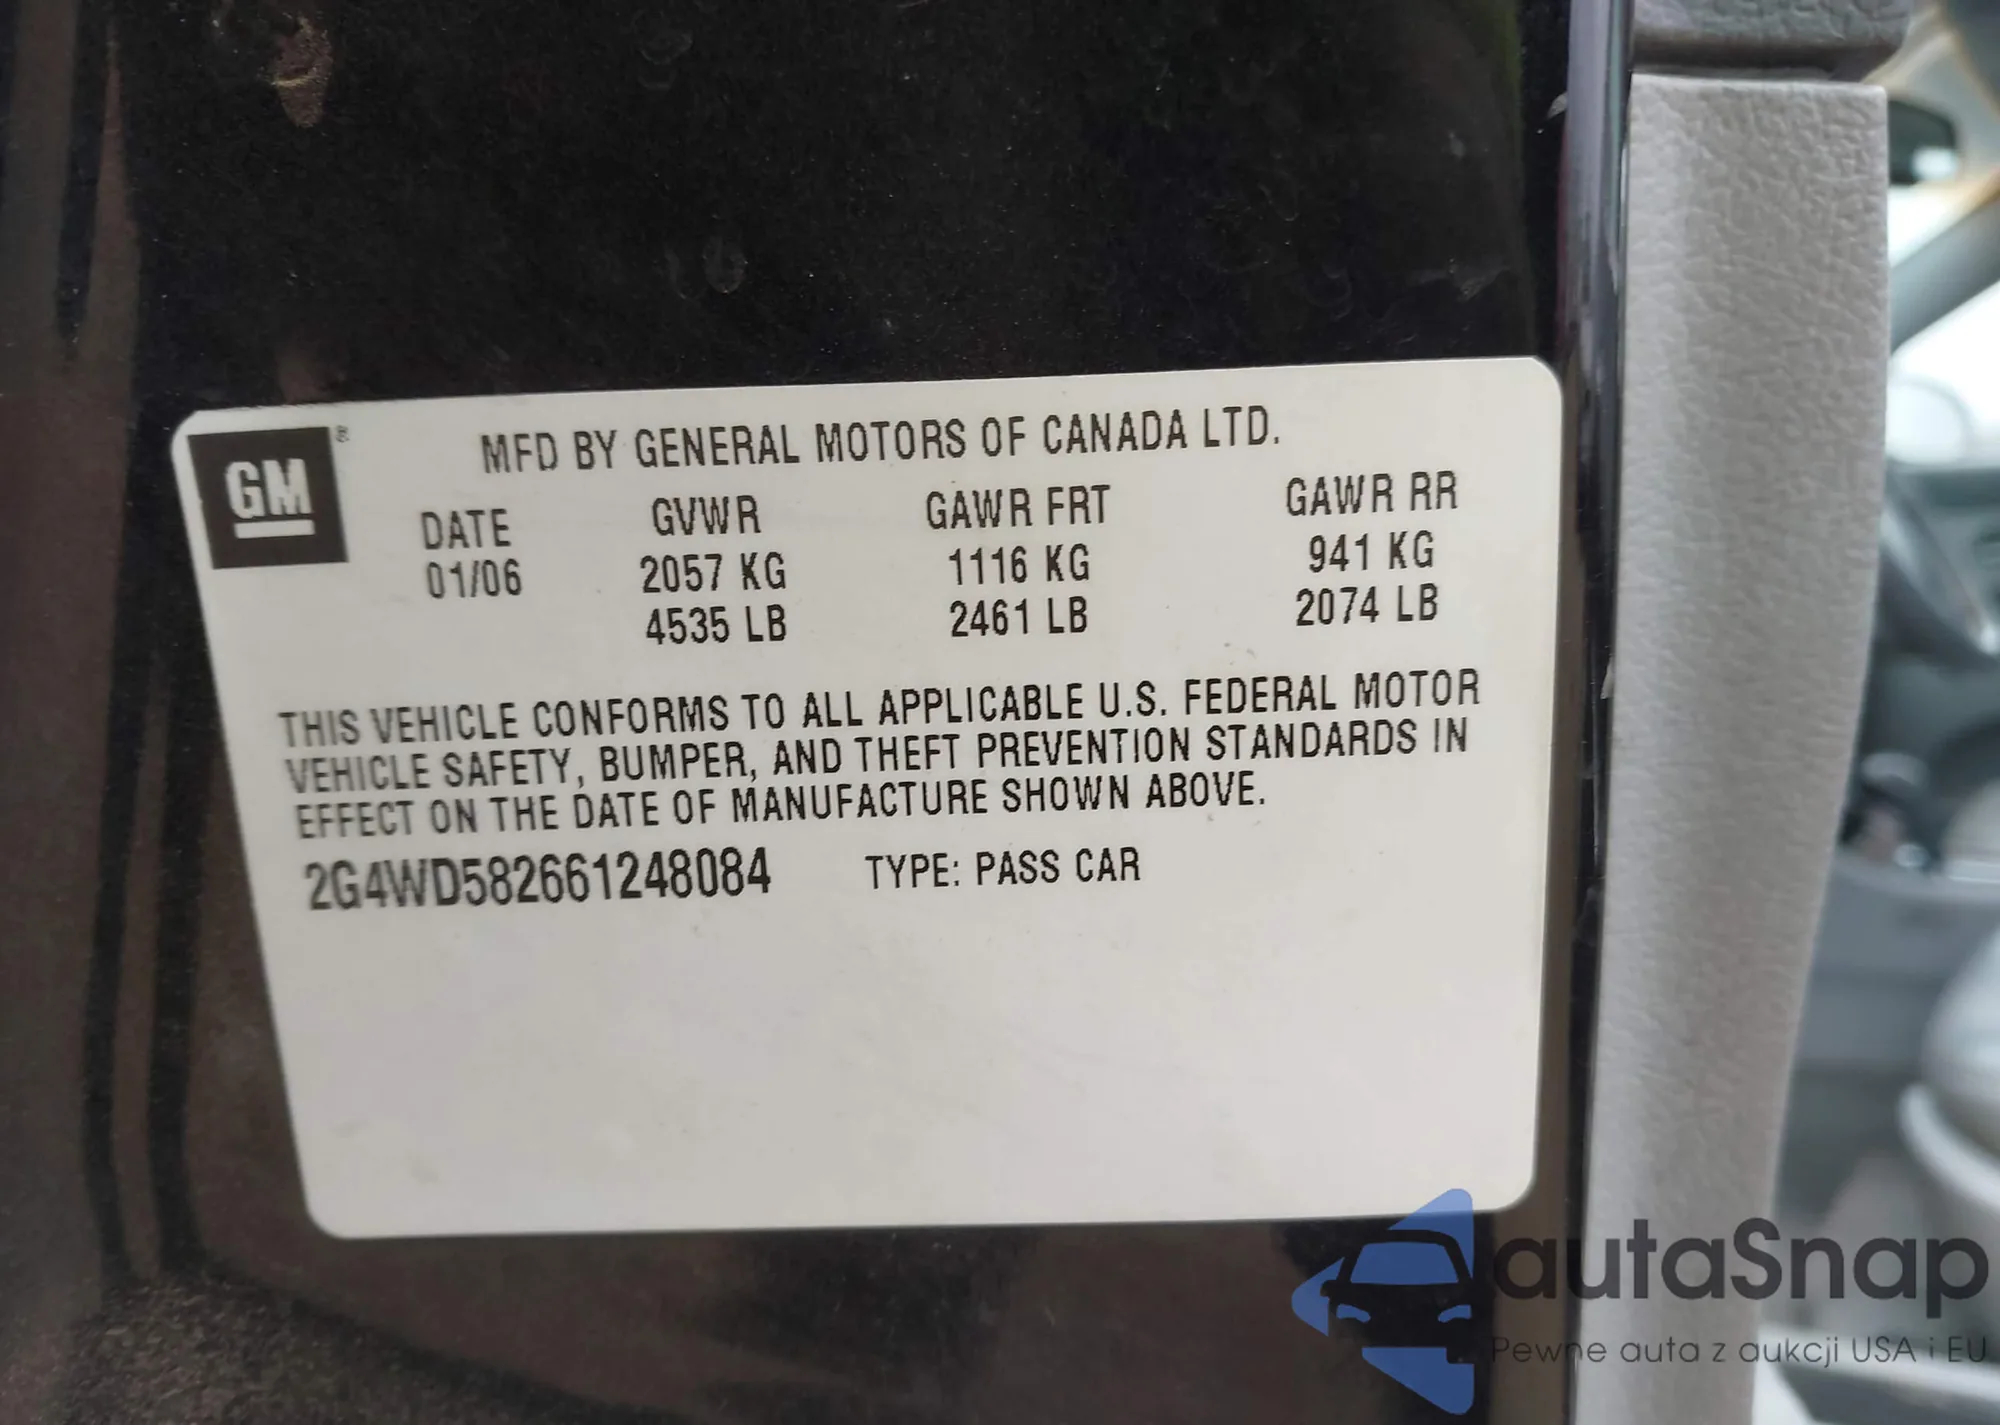 GM ®
MFD BY GENERAL MOTORS OF CANADA LTD.
DATE GVWR GAWR FRT GAWR RR
01/06 2057 KG 1116 KG 941 KG
4535 LB 2461 LB 2074 LB
THIS VEHICLE CONFORMS TO ALL APPLICABLE U.S. FEDERAL MOTOR
VEHICLE SAFETY, BUMPER, AND THEFT PREVENTION STANDARDS IN
EFFECT ON THE DATE OF MANUFACTURE SHOWN ABOVE.
2G4WD582661248084 TYPE: PASS CAR
autaSnap
Pewne auta z aukcji USA i EU